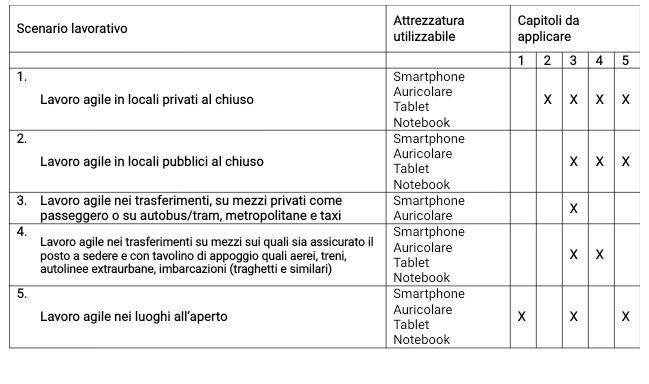 Scenario lavorativo
Attrezzatura
utilizzabile
Capitoli da
applicare
1 2 3 4 5
1.
Lavoro agile in locali privati al chiuso
Smartphone
Auricolare
Tablet
Notebook
X X X X
2.
Lavoro agile in locali pubblici al chiuso
Smartphone
Auricolare
Tablet
Notebook
X X X
3. Lavoro agile nei trasferimenti, su mezzi privati come
passeggero o su autobus/tram, metropolitane e taxi
Smartphone
Auricolare
X
4.
Lavoro agile nei trasferimenti su mezzi sui quali sia assicurato il
posto a sedere e con tavolino di appoggio quali aerei, treni,
autolinee extraurbane, imbarcazioni (traghetti e similari)
Smartphone
Auricolare
Tablet
Notebook
X X
5.
Lavoro agile nei luoghi all'aperto
Smartphone
Auricolare
Tablet
Notebook
X X X